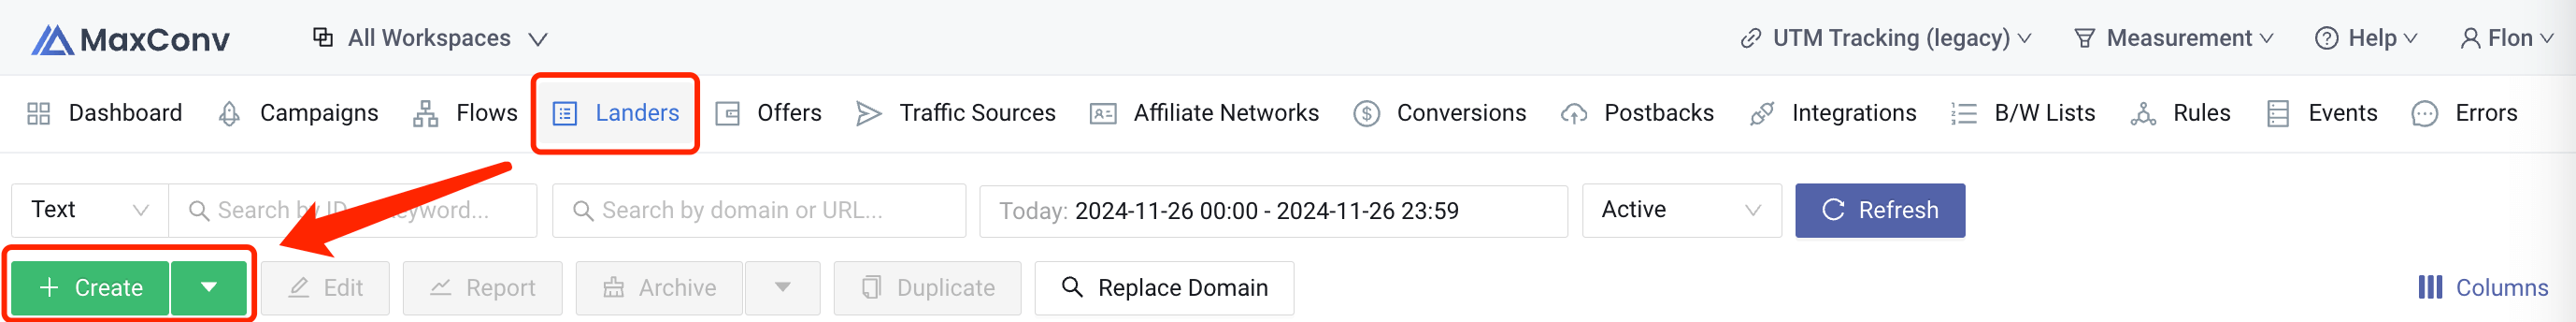 MaxConv All Workspaces UTM Tracking (legacy) Measurement Help Flon
Dashboard Campaigns Flows Landers Offers Traffic Sources Affiliate Networks Conversions Postbacks Integrations B/W Lists Rules Events Errors
Text Search by ID keyword... Search by domain or URL... Today: 2024-11-26 00:00 - 2024-11-26 23:59 Active Refresh
Create Edit Report Archive Duplicate Replace Domain Columns